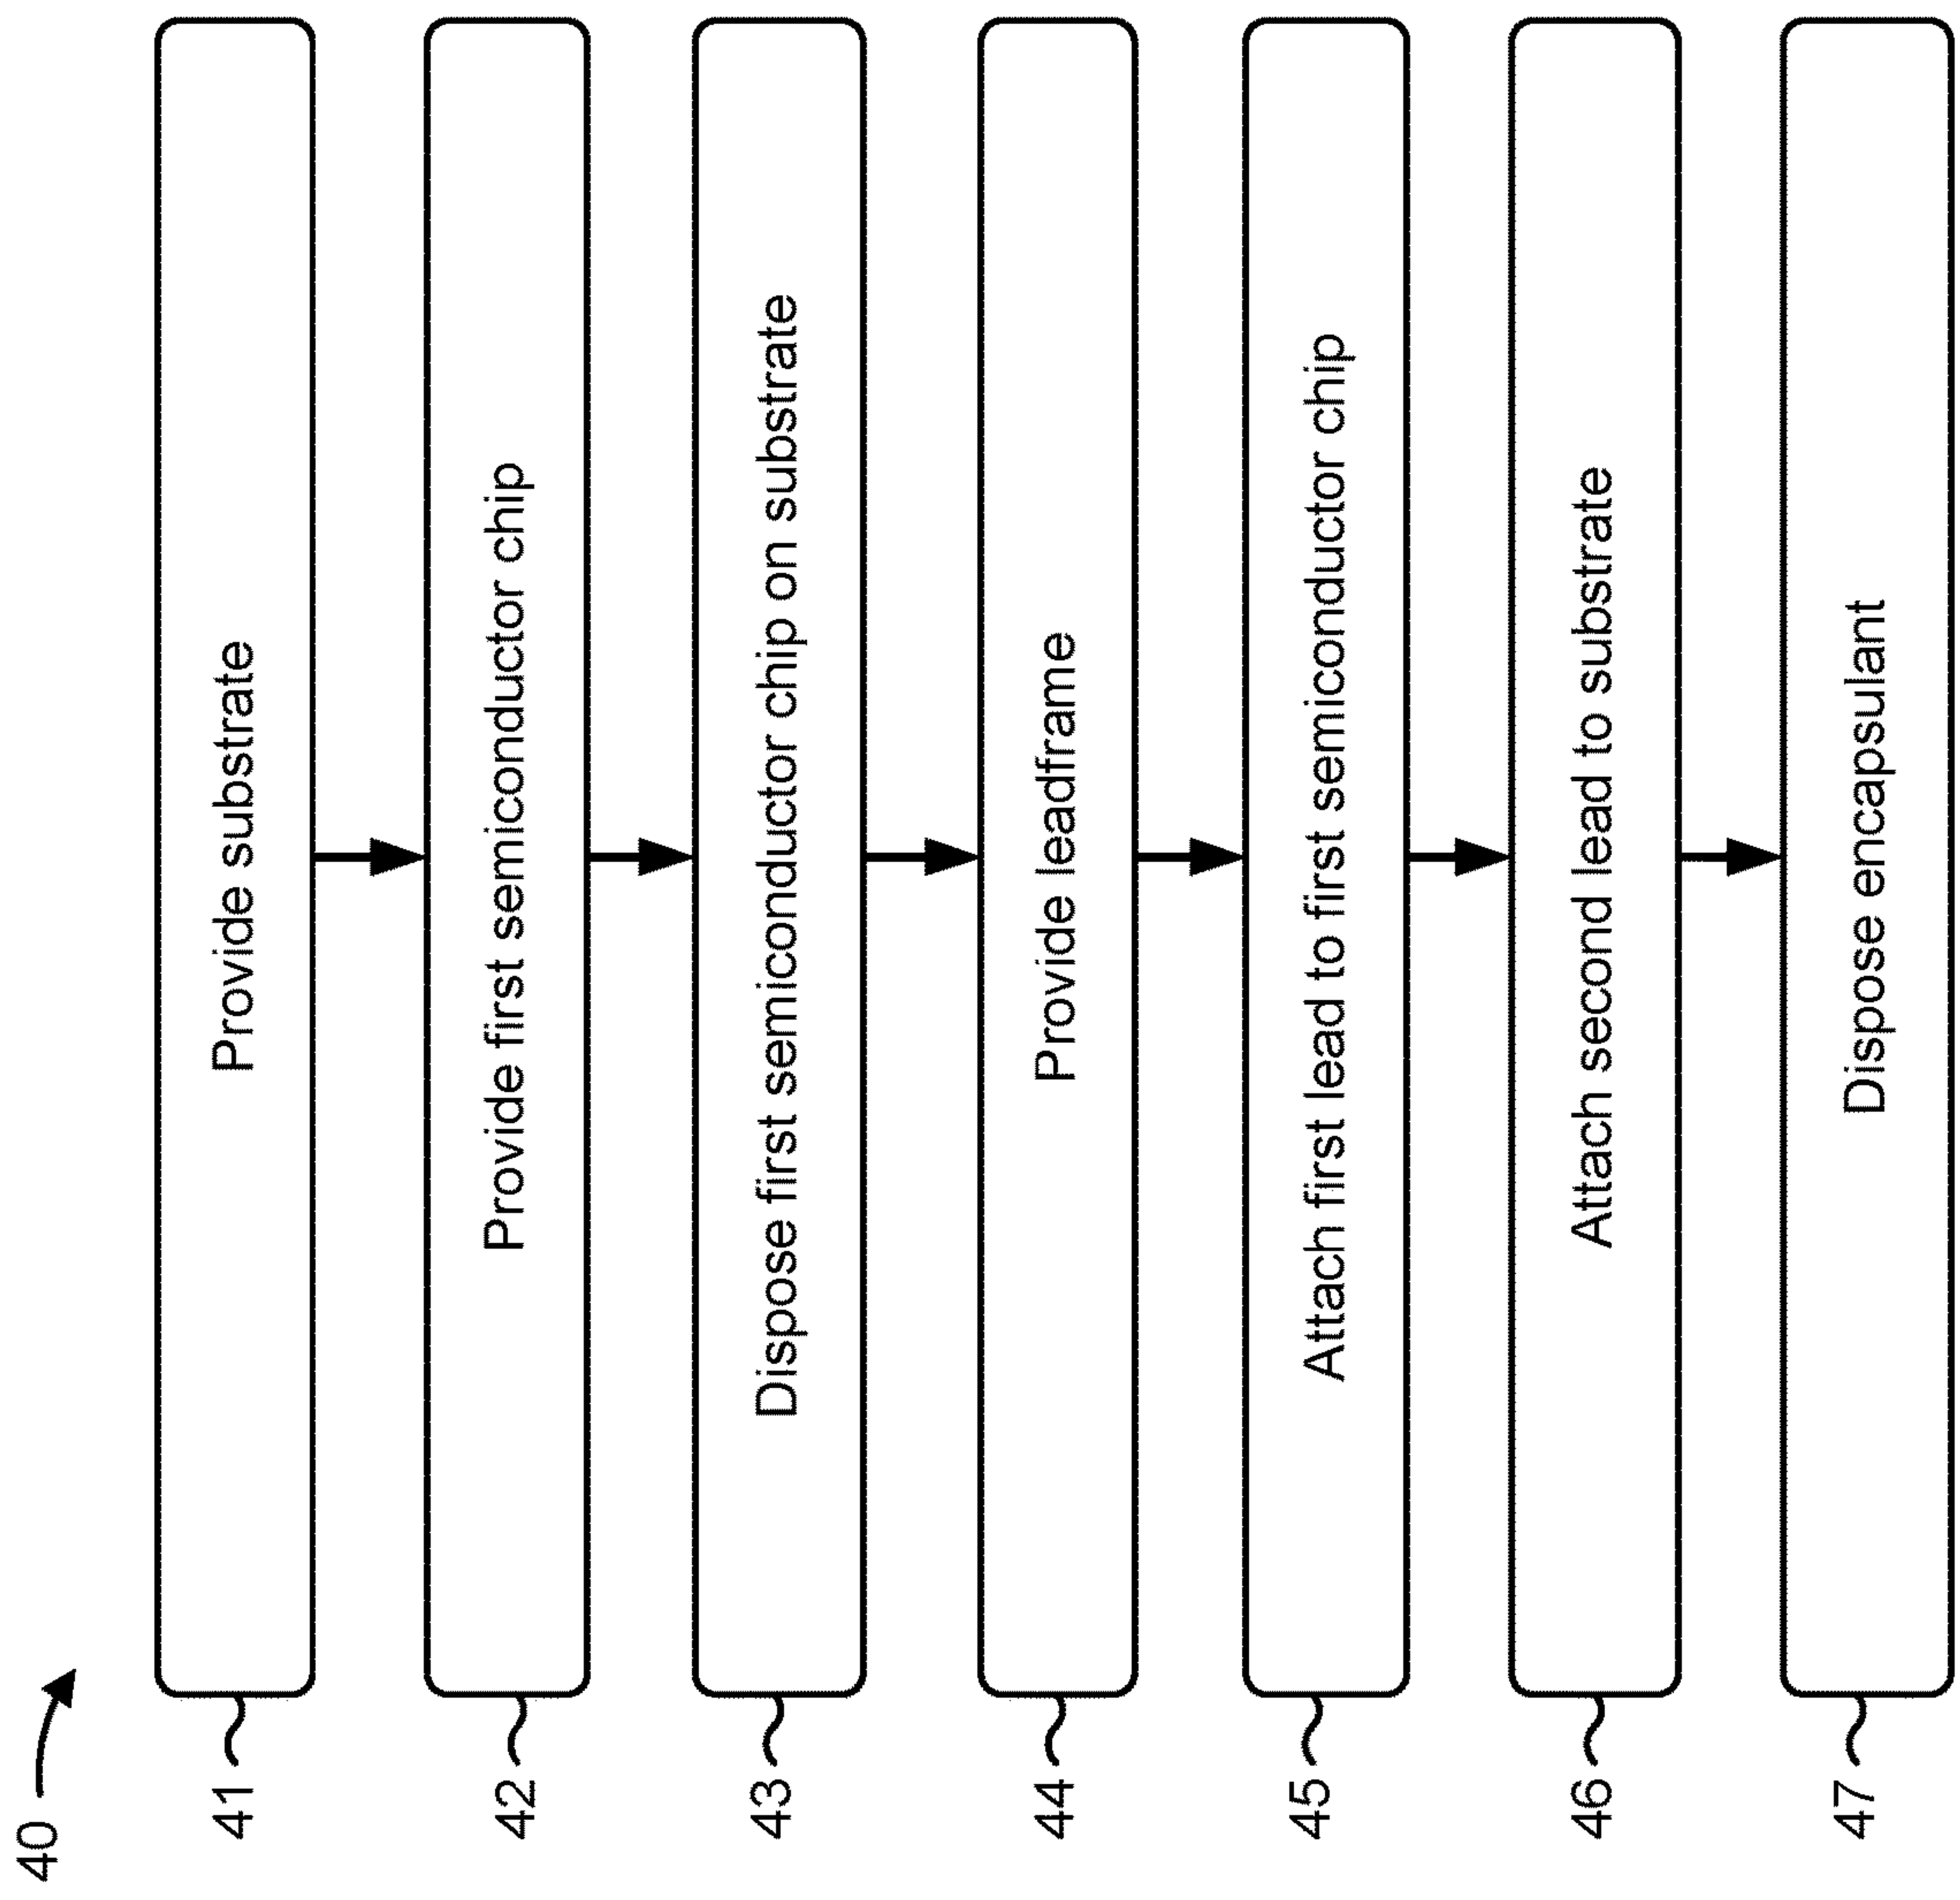 40
41 Provide substrate
42 Provide first semiconductor chip
43 Dispose first semiconductor chip on substrate
44 Provide leadframe
45 Attach first lead to first semiconductor chip
46 Attach second lead to substrate
47 Dispose encapsulant